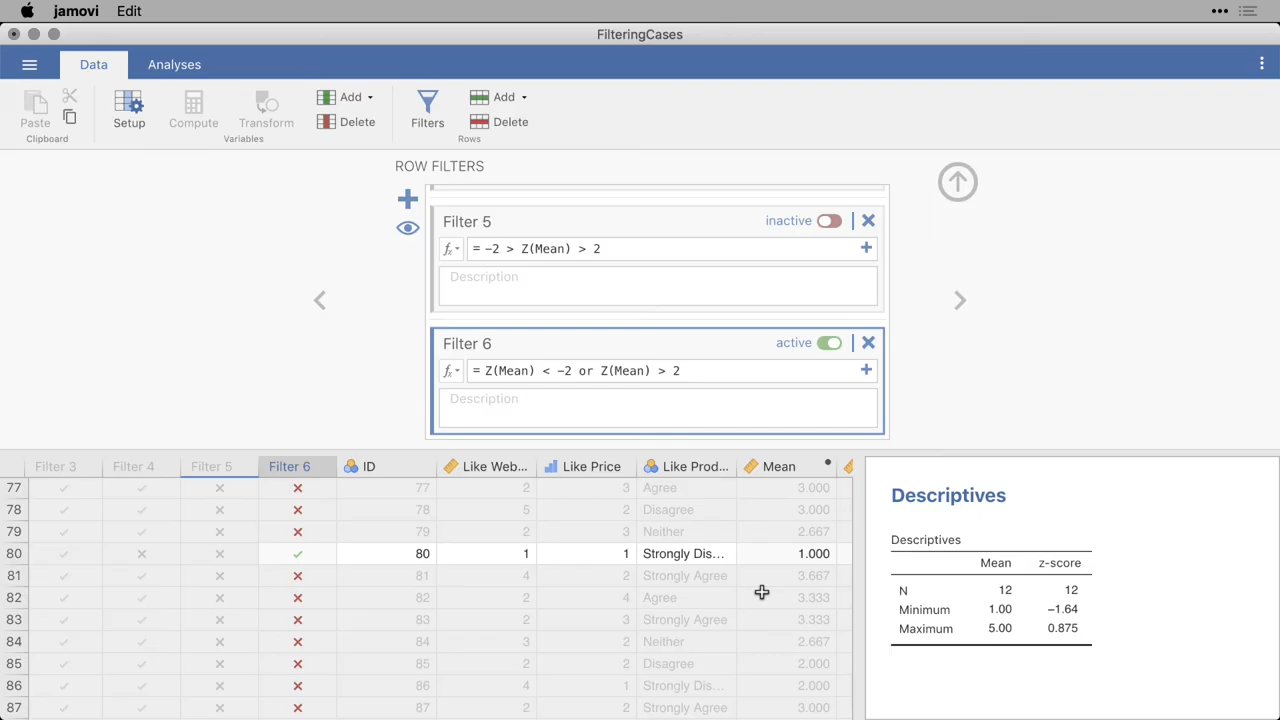 jamovi Edit
FilteringCases
Data Analyses
Paste Setup Compute Transform Add Delete Filters Add Delete
Clipboard Variables Rows
ROW FILTERS
Filter 5 inactive
fx = -2 > Z(Mean) > 2
Description
Filter 6 active
fx = Z(Mean) < -2 or Z(Mean) > 2
Description
Filter 3 Filter 4 Filter 5 Filter 6 ID Like Web... Like Price Like Prod... Mean
77 77 2 3 Agree 3.000
78 78 5 2 Disagree 3.000
79 79 2 3 Neither 2.667
80 80 1 1 Strongly Dis... 1.000
81 81 4 2 Strongly Agree 3.667
82 82 2 4 Agree 3.333
83 83 2 3 Strongly Agree 3.333
84 84 3 2 Neither 2.667
85 85 2 2 Disagree 2.000
86 86 4 1 Strongly Dis... 2.000
87 87 2 2 Strongly Agree 3.000
Descriptives
Descriptives
Mean z-score
N 12 12
Minimum 1.00 −1.64
Maximum 5.00 0.875